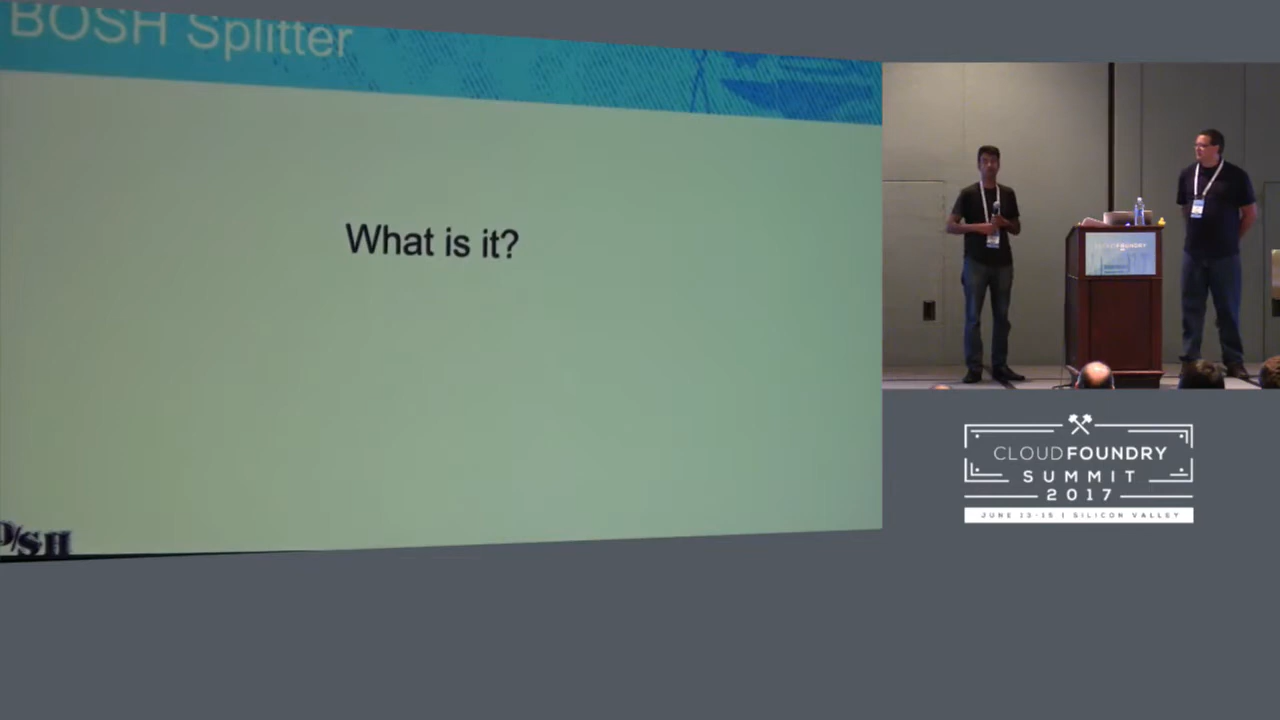 BOSH Splitter
What is it?
CLOUD FOUNDRY
SUMMIT
2017
JUNE 13-15 | SILICON VALLEY